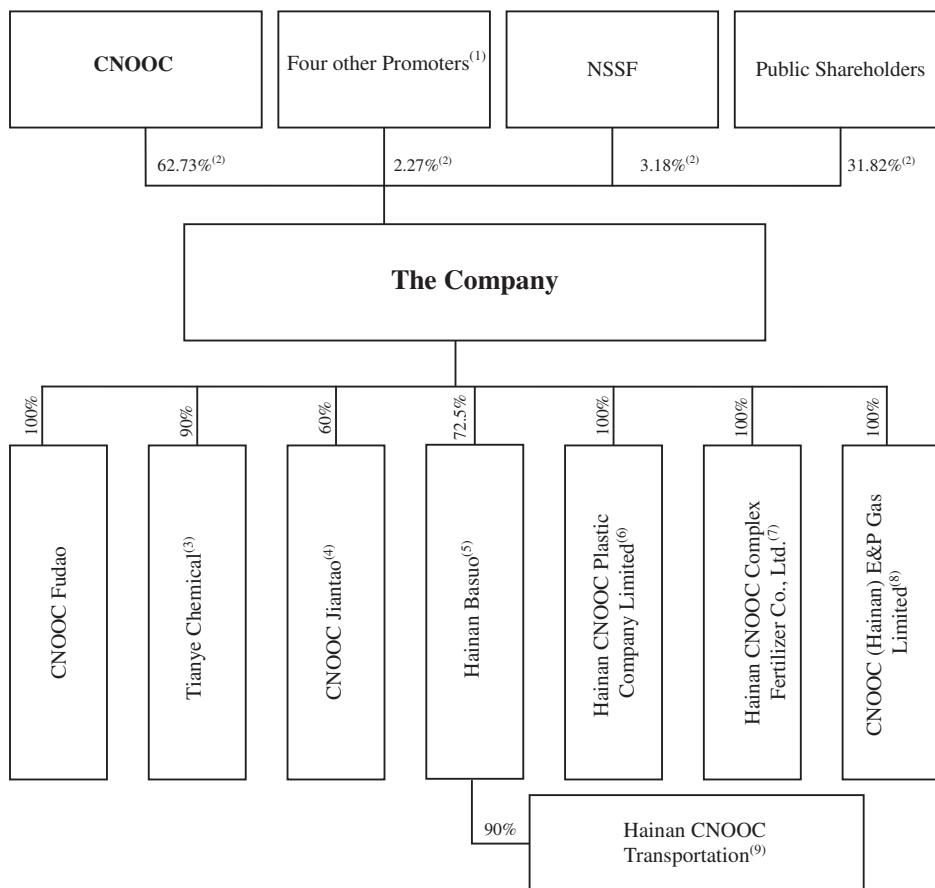 CNOOC
Four other Promoters(1)
NSSF
Public Shareholders
62.73%(2)
2.27%(2)
3.18%(2)
31.82%(2)
The Company
100%
90%
60%
72.5%
100%
100%
100%
CNOOC Fudao
Tianye Chemical(3)
CNOOC Jiantao(4)
Hainan Basuo(5)
Hainan CNOOC Plastic
Company Limited(6)
Hainan CNOOC Complex
Fertilizer Co., Ltd.(7)
CNOOC (Hainan) E&P Gas
Limited(8)
90%
Hainan CNOOC
Transportation(9)